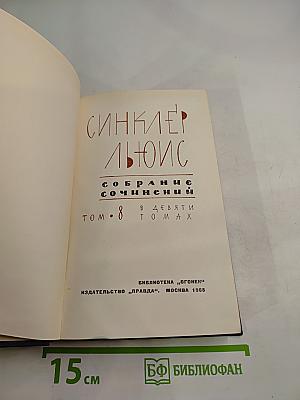 СИНКЛЕР
ЛЬЮИС
СОБРАНИЕ
СОЧИНЕНИЙ
ТОМ • 8 В ДЕВЯТИ
ТОМАХ
БИБЛИОТЕКА „ОГОНЕК“
ИЗДАТЕЛЬСТВО „ПРАВДА“. МОСКВА 1965
15 см БФ БИБЛИОФАН